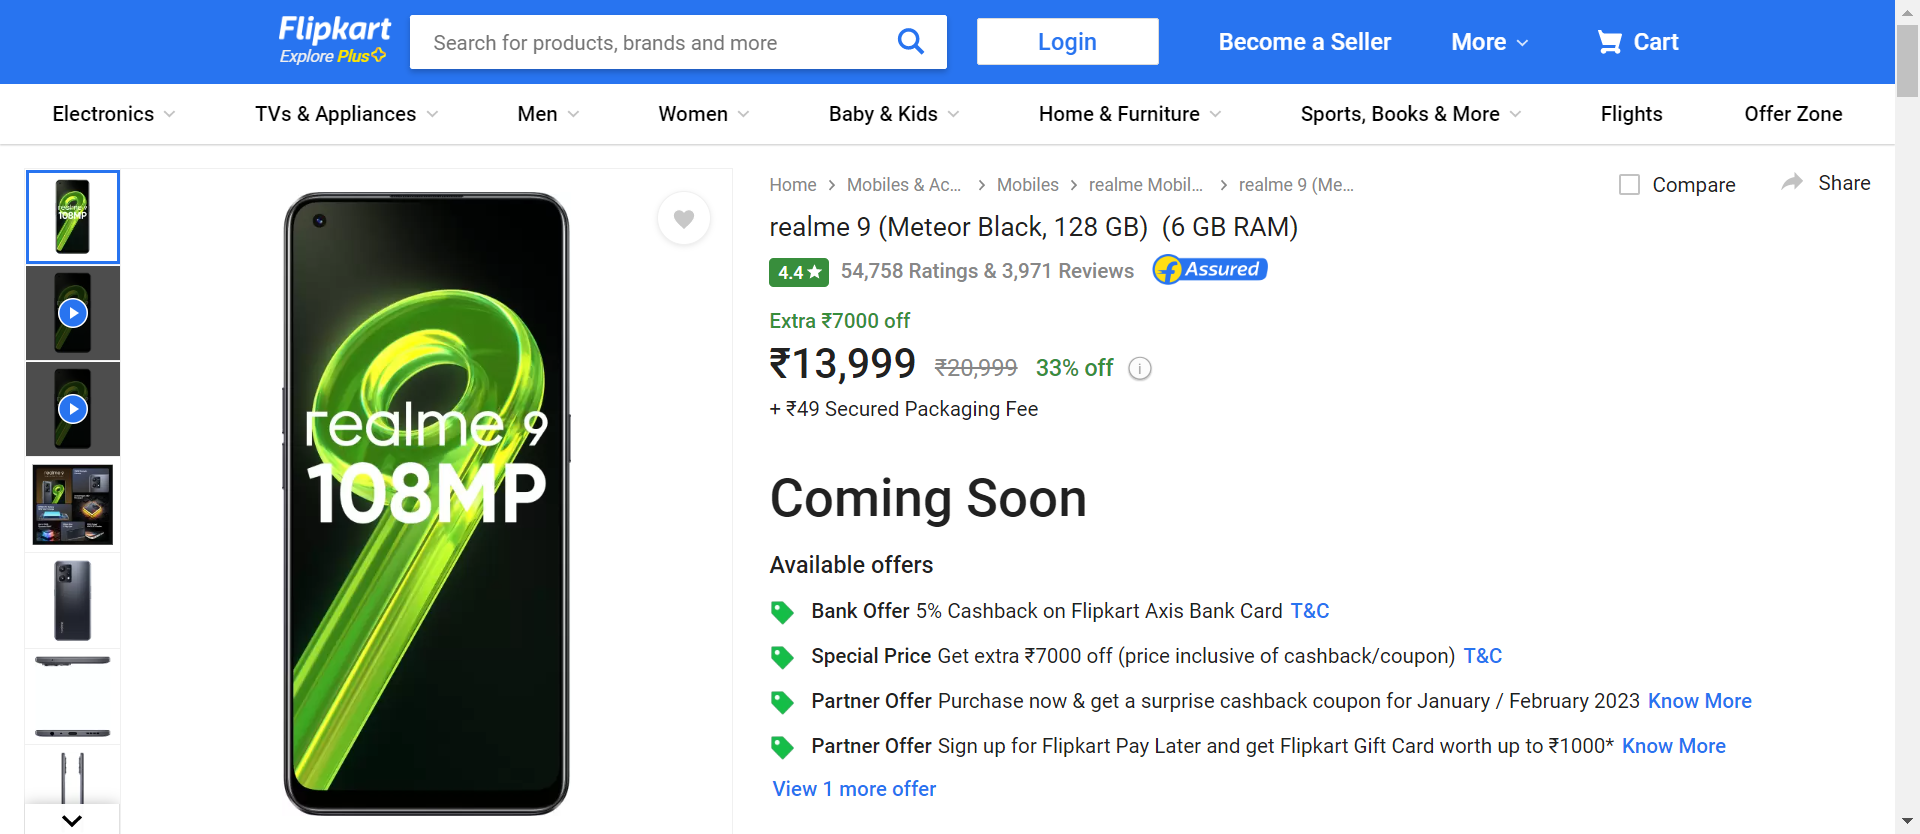 Flipkart
Explore Plus
Search for products, brands and more
Login
Become a Seller
More
Cart
Electronics
TVs & Appliances
Men
Women
Baby & Kids
Home & Furniture
Sports, Books & More
Flights
Offer Zone
realme 9
108MP
Home > Mobiles & Ac... > Mobiles > realme Mobil... > realme 9 (Me...
Compare
Share
realme 9 (Meteor Black, 128 GB) (6 GB RAM)
4.4★ 54,758 Ratings & 3,971 Reviews
Assured
Extra ₹7000 off
₹13,999 ₹20,999 33% off
+ ₹49 Secured Packaging Fee
Coming Soon
Available offers
Bank Offer 5% Cashback on Flipkart Axis Bank Card T&C
Special Price Get extra ₹7000 off (price inclusive of cashback/coupon) T&C
Partner Offer Purchase now & get a surprise cashback coupon for January / February 2023 Know More
Partner Offer Sign up for Flipkart Pay Later and get Flipkart Gift Card worth up to ₹1000* Know More
View 1 more offer